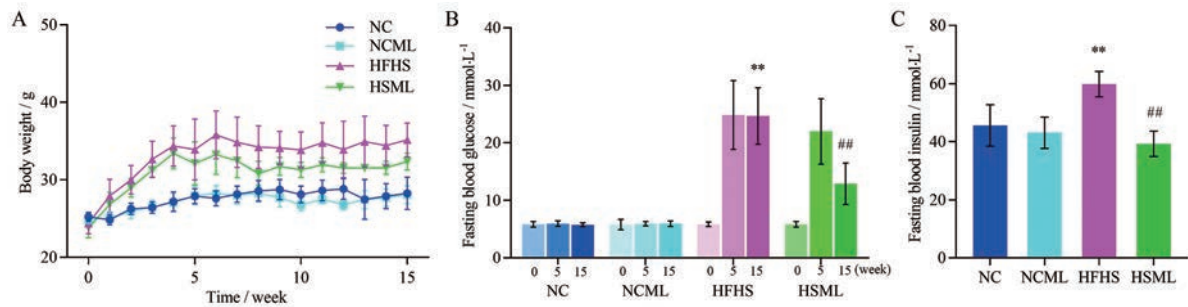 A
50
40
30
20
Body weight / g
0
5
10
15
Time / week
NC
NCML
HFHS
HSML
B
40
30
20
10
0
Fasting blood glucose / mmol·L⁻¹
**
##
0 5 15 0 5 15 0 5 15 0 5 15 (week)
NC NCML HFHS HSML
C
80
60
40
20
0
Fasting blood insulin / mmol·L⁻¹
**
##
NC NCML HFHS HSML